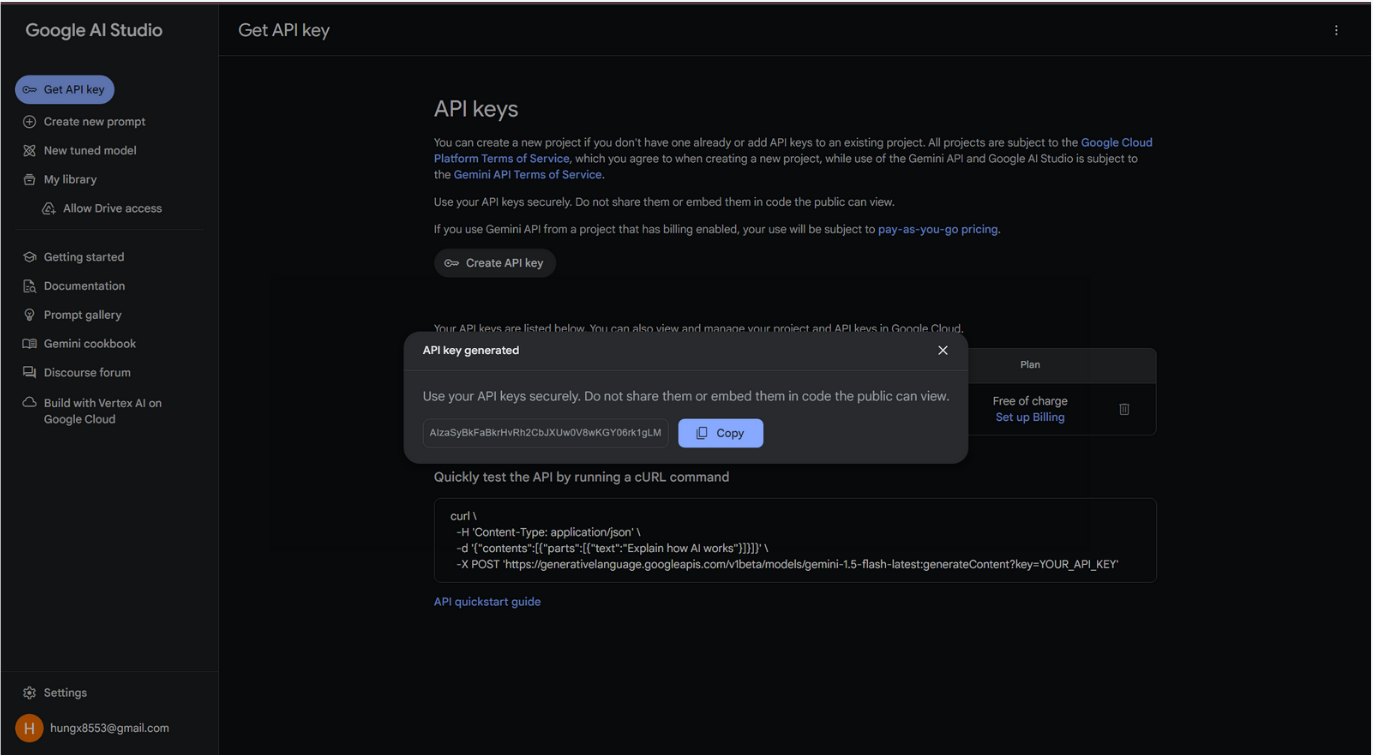 Google AI Studio
Get API key
Get API key
Create new prompt
New tuned model
My library
Allow Drive access
Getting started
Documentation
Prompt gallery
Gemini cookbook
Discourse forum
Build with Vertex AI on
Google Cloud
Settings
H
hungx8553@gmail.com
API keys
You can create a new project if you don't have one already or add API keys to an existing project. All projects are subject to the Google Cloud
Platform Terms of Service, which you agree to when creating a new project, while use of the Gemini API and Google AI Studio is subject to
the Gemini API Terms of Service.
Use your API keys securely. Do not share them or embed them in code the public can view.
If you use Gemini API from a project that has billing enabled, your use will be subject to pay-as-you-go pricing.
Create API key
Your API keys are listed below. You can also view and manage your project and API keys in Google Cloud.
Plan
Free of charge
Set up Billing
API key generated
Use your API keys securely. Do not share them or embed them in code the public can view.
Copy
Quickly test the API by running a cURL command
curl \
-H 'Content-Type: application/json' \
-d '{"contents":[{"parts":[{"text":"Explain how AI works"}]}]}' \
-X POST 'https://generativelanguage.googleapis.com/v1beta/models/gemini-1.5-flash-latest:generateContent?key=YOUR_API_KEY'
API quickstart guide